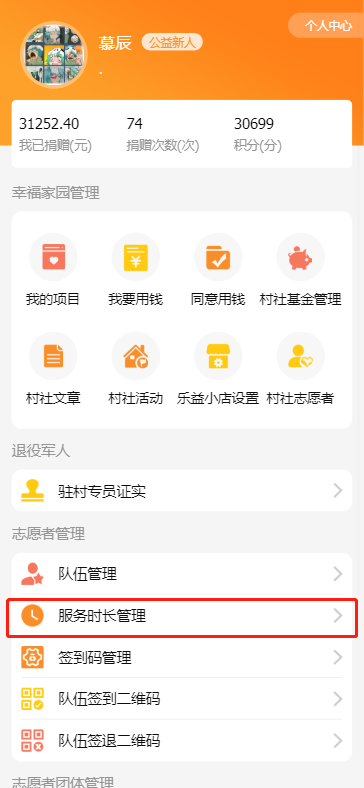 个人中心
慕辰 公益新人
.
31252.40 74 30699
我已捐赠(元) 捐赠次数(次) 积分(分)
幸福家园管理
我的项目 我要用钱 同意用钱 村社基金管理
村社文章 村社活动 乐益小店设置 村社志愿者
退役军人
驻村专员证实
志愿者管理
队伍管理
服务时长管理
签到码管理
队伍签到二维码
队伍签退二维码
志愿者团体管理